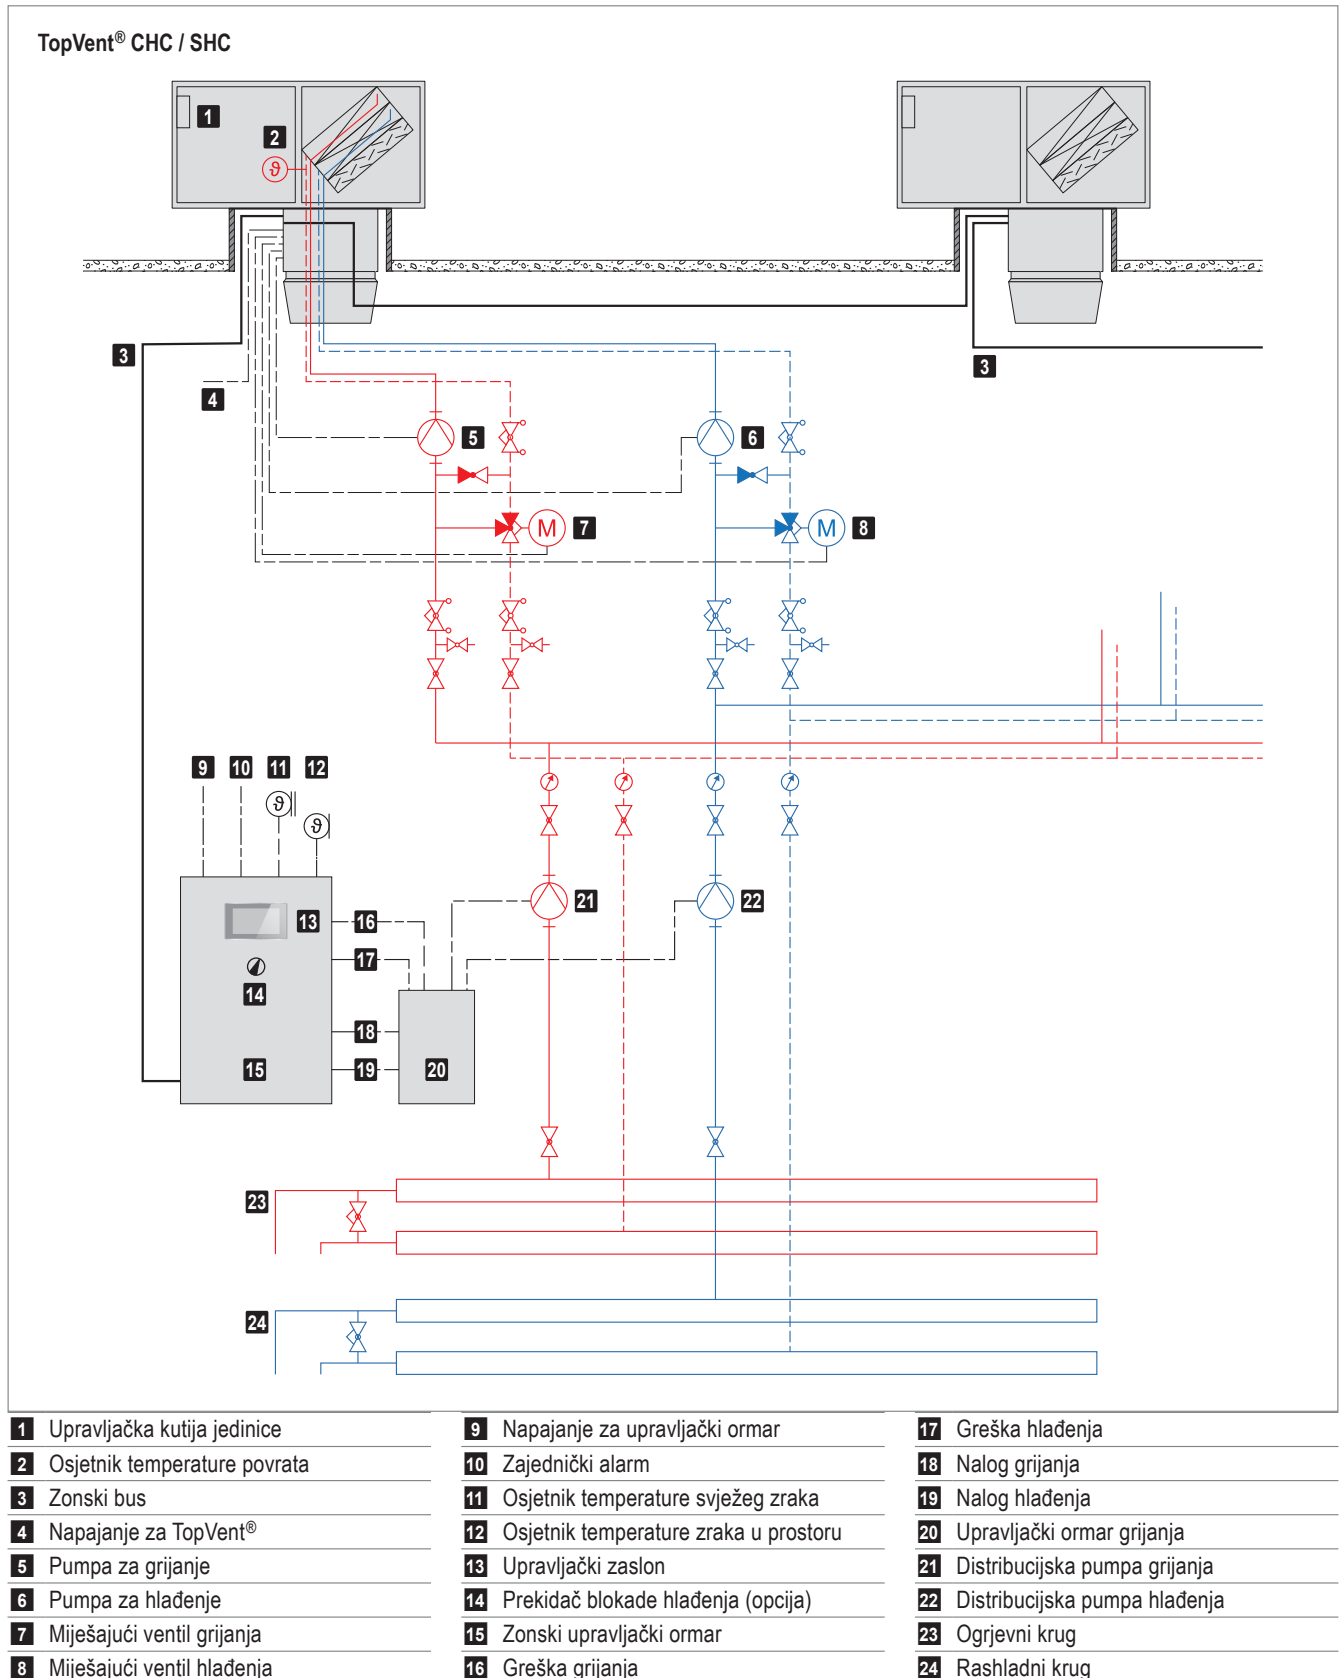 TopVent® CHC / SHC
1
2
ϑ
3
3
4
5
6
M
7
M
8
9
10
11
12
ϑ
ϑ
13
16
21
22
17
14
18
15
19
20
23
24
1 Upravljačka kutija jedinice
2 Osjetnik temperature povrata
3 Zonski bus
4 Napajanje za TopVent®
5 Pumpa za grijanje
6 Pumpa za hlađenje
7 Miješajući ventil grijanja
8 Miješajući ventil hlađenja
9 Napajanje za upravljački ormar
10 Zajednički alarm
11 Osjetnik temperature svježeg zraka
12 Osjetnik temperature zraka u prostoru
13 Upravljački zaslon
14 Prekidač blokade hlađenja (opcija)
15 Zonski upravljački ormar
16 Greška grijanja
17 Greška hlađenja
18 Nalog grijanja
19 Nalog hlađenja
20 Upravljački ormar grijanja
21 Distribucijska pumpa grijanja
22 Distribucijska pumpa hlađenja
23 Ogrjevni krug
24 Rashladni krug